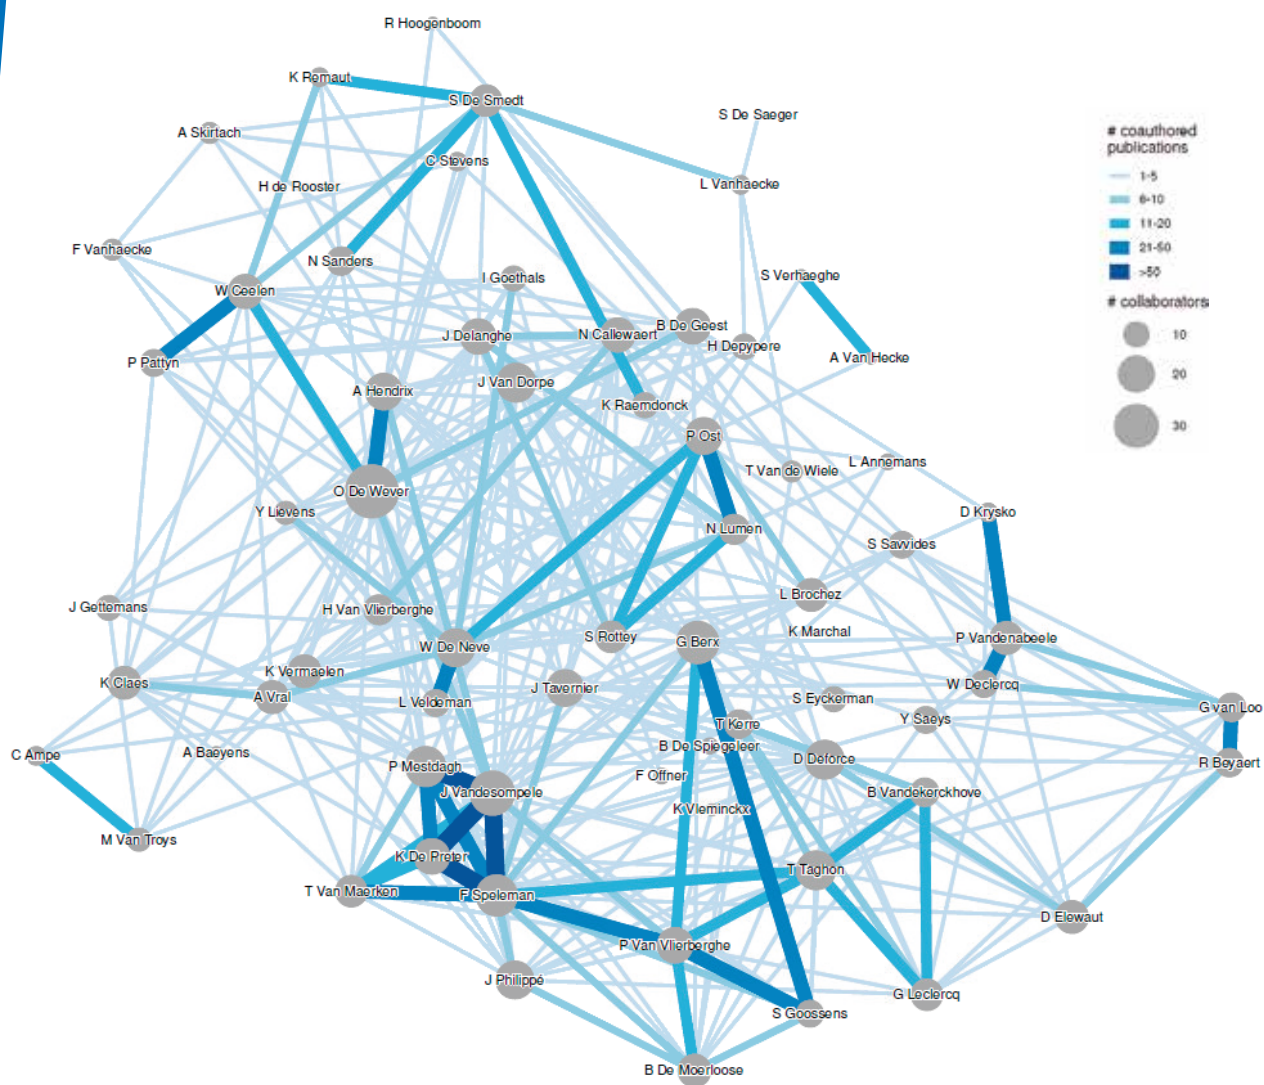 R Hoogenboom
K Remaut
S De Smedt
S De Saeger
A Skirtach
C Stevens
H de Rooster
L Vanhaecke
F Vanhaecke
N Sanders
I Goethals
S Verhaeghe
W Ceelen
J Delanghe
N Callewaert
B De Geest
H Depypere
A Van Hecke
P Pattyn
A Hendrix
J Van Dorpe
K Raemdonck
P Ost
T Van de Wiele
L Annemans
O De Wever
Y Lievens
N Lumen
D Krysko
S Savvides
J Gettemans
H Van Vlierberghe
L Brochez
K Marchal
S Rottey
G Berx
P Vandenabeele
W De Neve
K Vermaelen
K Claes
A Vral
L Veldeman
J Tavernier
S Eyckerman
W Declercq
Y Saeys
G van Loo
T Kerre
B De Spiegeleer
C Ampe
A Baeyens
P Mestdagh
F Offner
D Deforce
R Beyaert
J Vandesompele
B Vandekerckhove
K Vleminckx
M Van Troys
K De Preter
T Van Maerken
F Speleman
T Taghon
D Elewaut
P Van Vlierberghe
J Philippé
G Leclercq
S Goossens
B De Moerloose
# coauthored
publications
1-5
6-10
11-20
21-50
>50
# collaborators
10
20
30